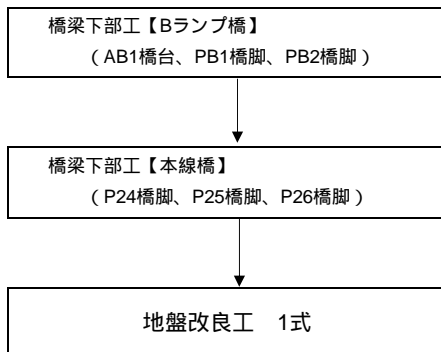 橋梁下部工【Bランプ橋】
（AB1橋台、PB1橋脚、PB2橋脚）
橋梁下部工【本線橋】
（P24橋脚、P25橋脚、P26橋脚）
地盤改良工　1式